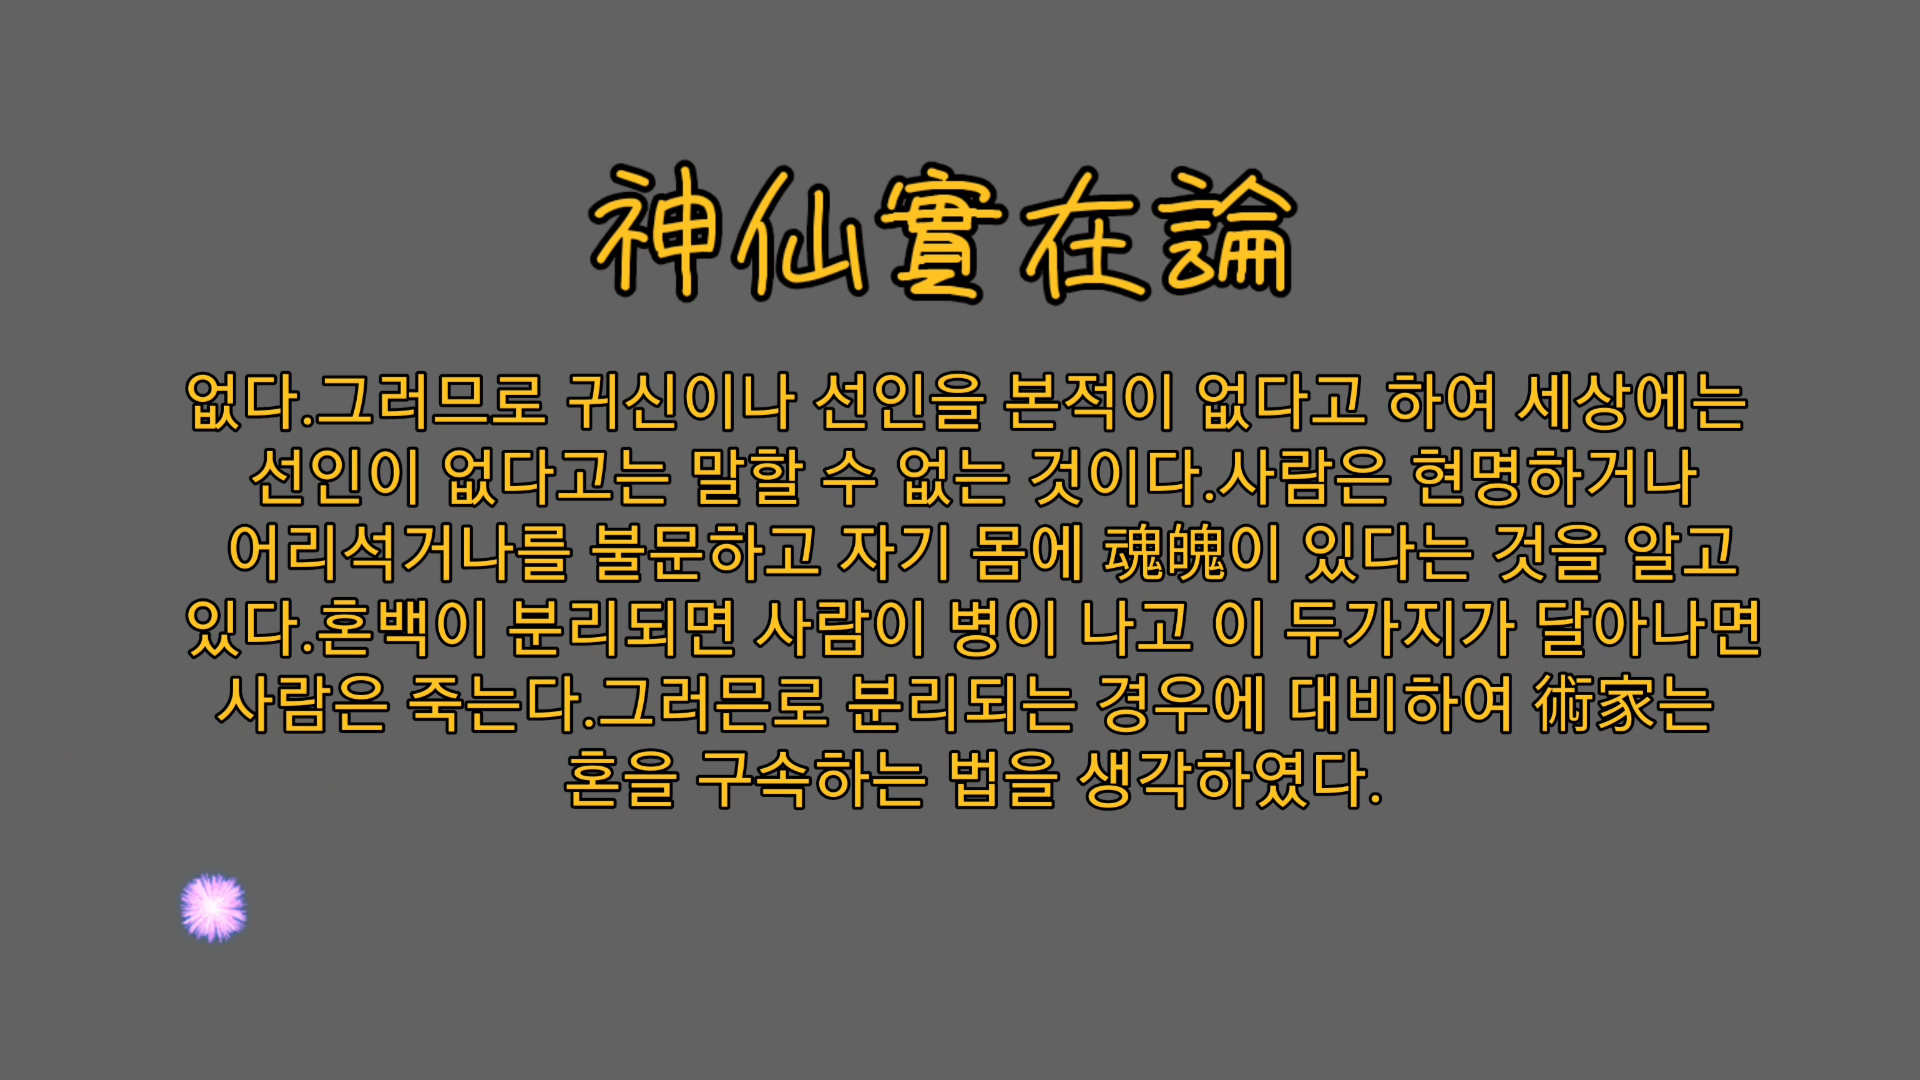 神仙實在論
없다.그러므로 귀신이나 선인을 본적이 없다고 하여 세상에는
선인이 없다고는 말할 수 없는 것이다.사람은 현명하거나
어리석거나를 불문하고 자기 몸에 魂魄이 있다는 것을 알고
있다.혼백이 분리되면 사람이 병이 나고 이 두가지가 달아나면
사람은 죽는다.그러므로 분리되는 경우에 대비하여 術家는
혼을 구속하는 법을 생각하였다.